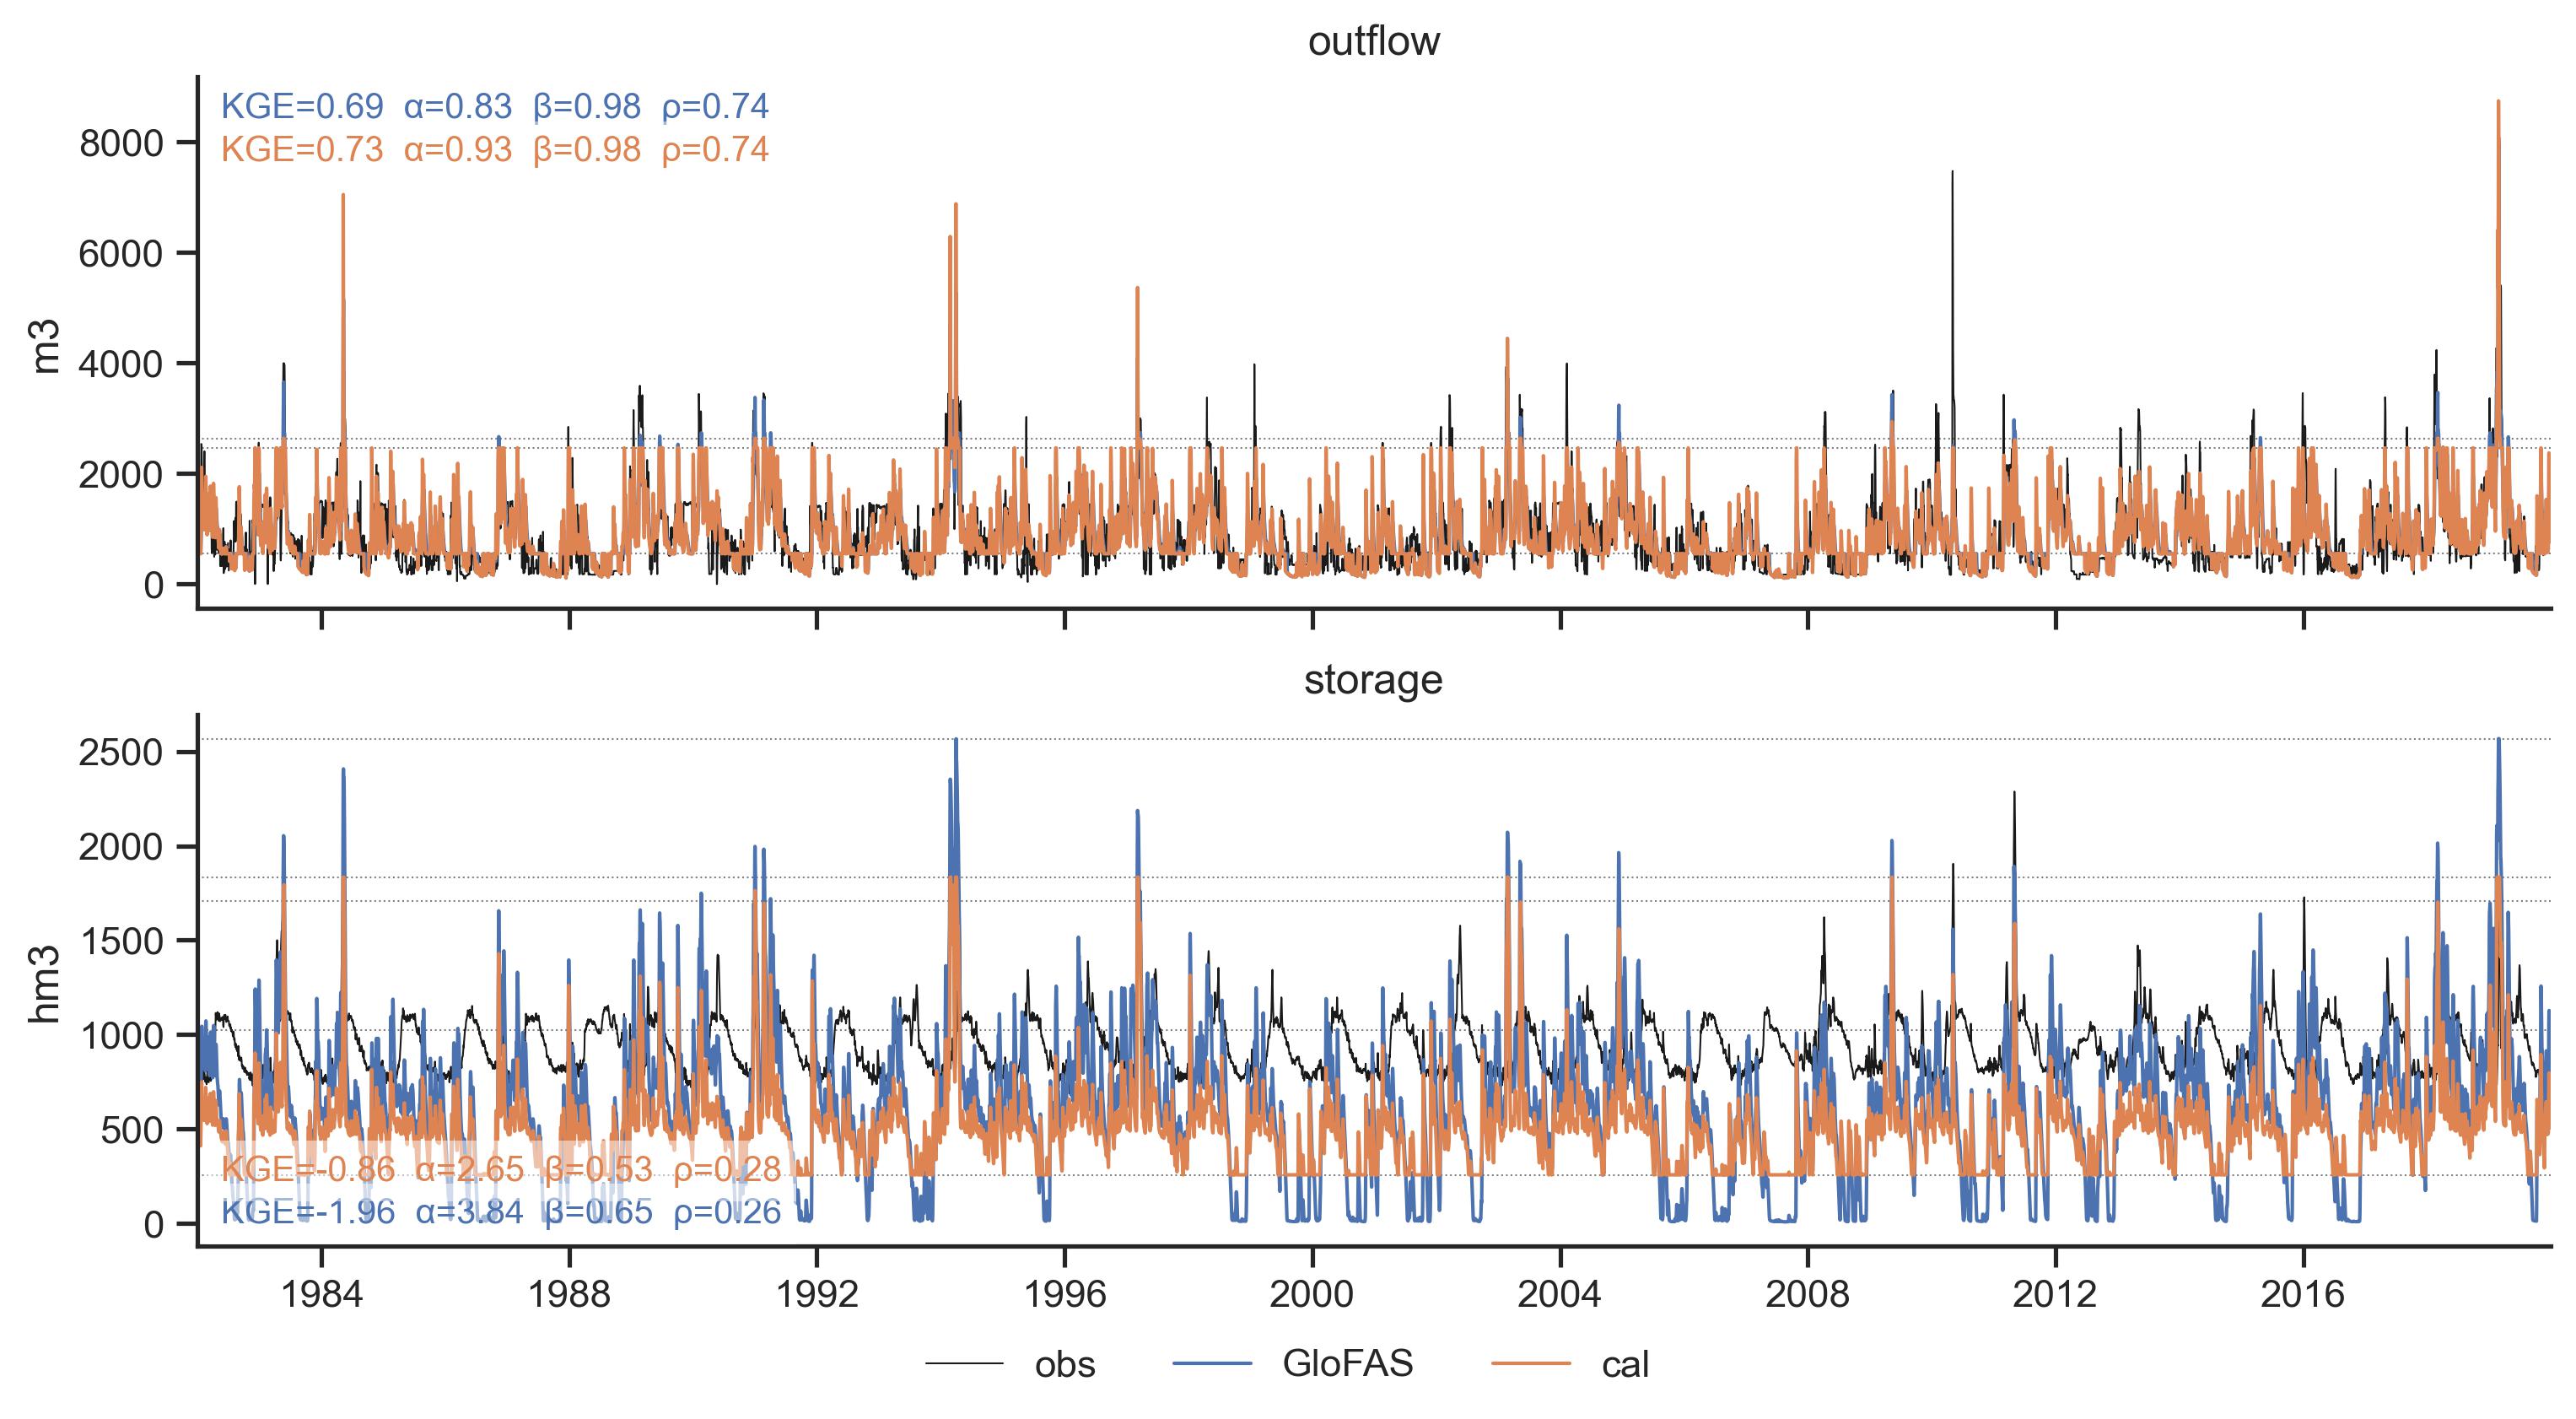 outflow
KGE=0.69 α=0.83 β=0.98 ρ=0.74
KGE=0.73 α=0.93 β=0.98 ρ=0.74
8000
6000
4000
2000
0
m3
storage
2500
2000
1500
1000
500
0
hm3
KGE=-0.86 α=2.65 β=0.53 ρ=0.28
KGE=-1.96 α=3.84 β=0.65 ρ=0.26
1984 1988 1992 1996 2000 2004 2008 2012 2016
obs GloFAS cal